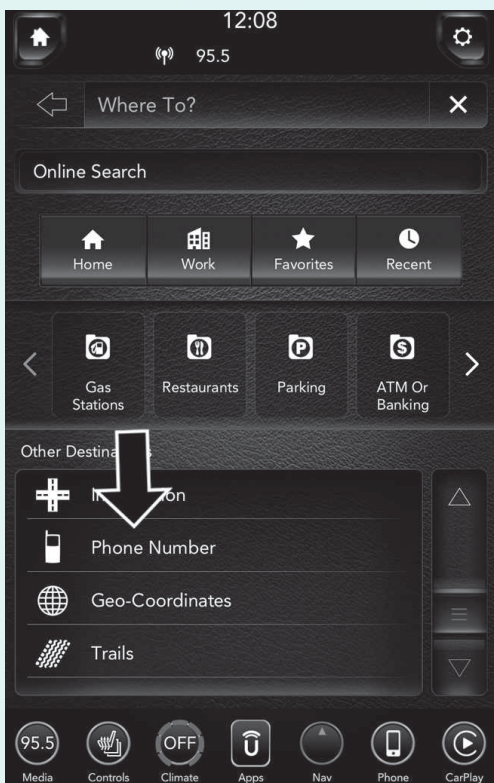 12:08
95.5
Where To?
Online Search
Home Work Favorites Recent
Gas Stations
Restaurants
Parking
ATM Or Banking
Other
Phone Number
Geo-Coordinates
Trails
95.5 OFF
Media Controls Climate Apps Nav Phone CarPlay